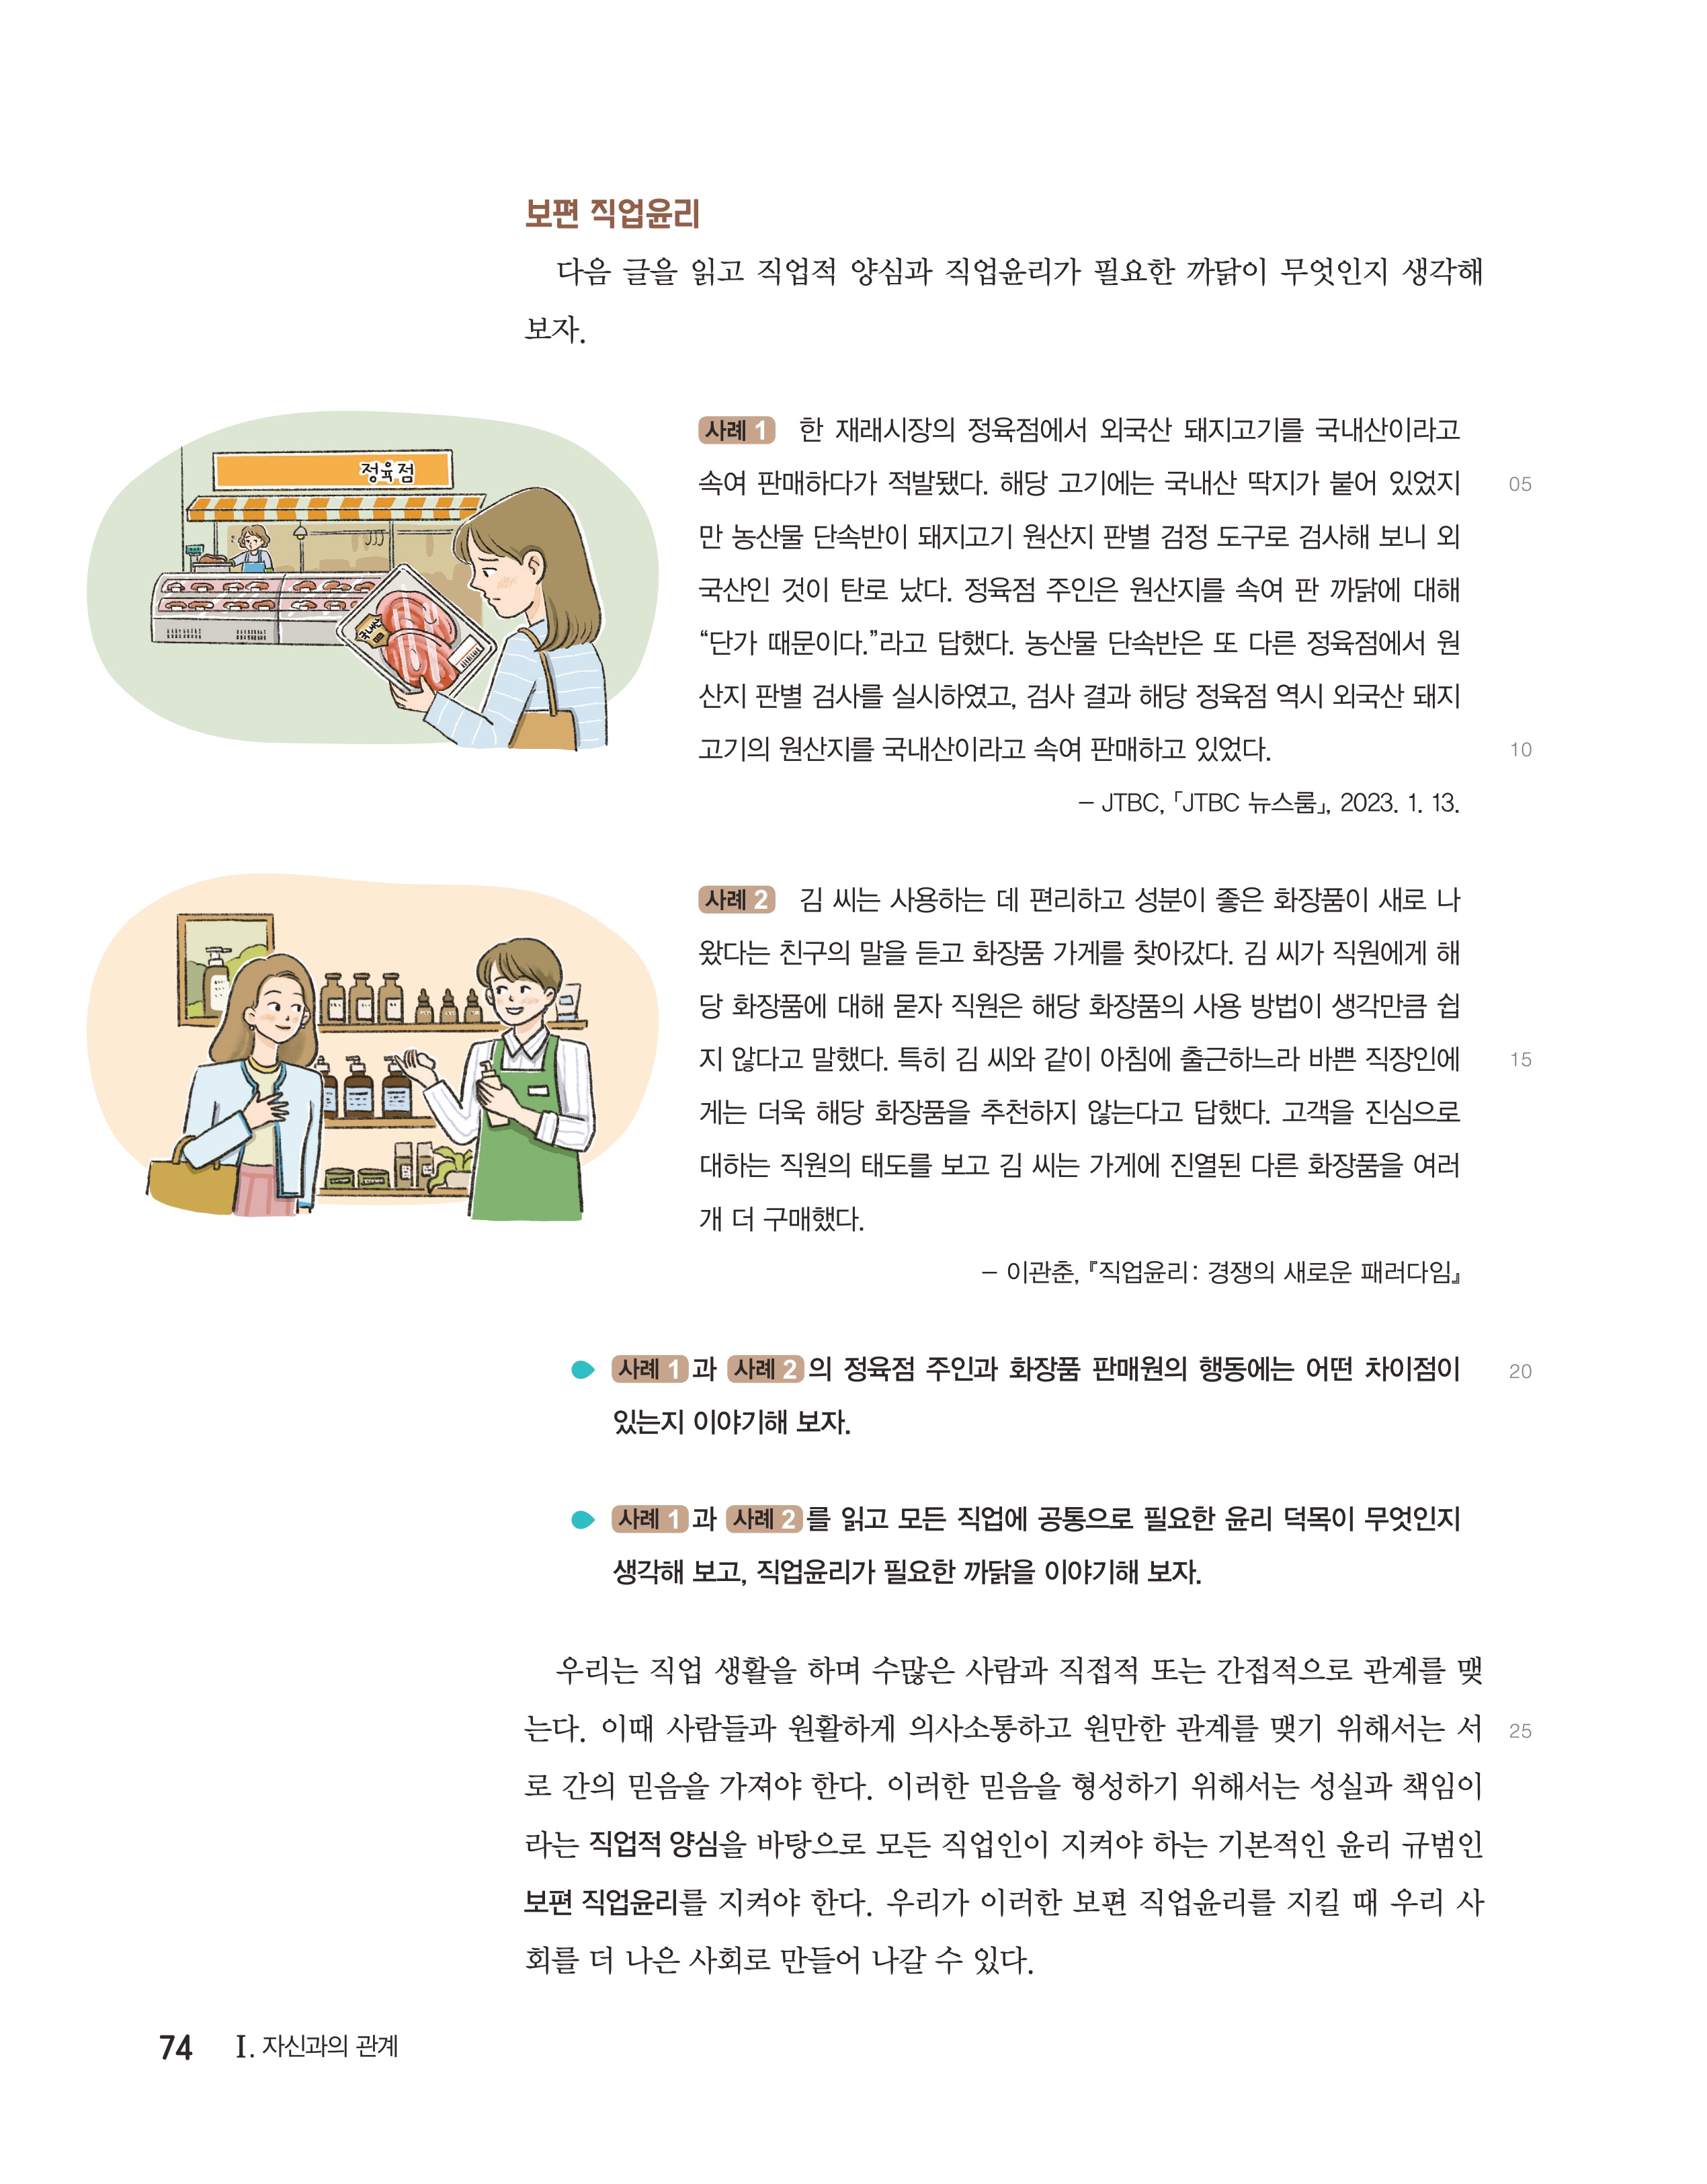 보편 직업윤리
다음 글을 읽고 직업적 양심과 직업윤리가 필요한 까닭이 무엇인지 생각해
보자.
정육점
국내산
사례 1 한 재래시장의 정육점에서 외국산 돼지고기를 국내산이라고
속여 판매하다가 적발됐다. 해당 고기에는 국내산 딱지가 붙어 있었지
05
만 농산물 단속반이 돼지고기 원산지 판별 검정 도구로 검사해 보니 외
국산인 것이 탄로 났다. 정육점 주인은 원산지를 속여 판 까닭에 대해
“단가 때문이다.”라고 답했다. 농산물 단속반은 또 다른 정육점에서 원
산지 판별 검사를 실시하였고, 검사 결과 해당 정육점 역시 외국산 돼지
고기의 원산지를 국내산이라고 속여 판매하고 있었다.
10
– JTBC, 「JTBC 뉴스룸」, 2023. 1. 13.
사례 2 김 씨는 사용하는 데 편리하고 성분이 좋은 화장품이 새로 나
왔다는 친구의 말을 듣고 화장품 가게를 찾아갔다. 김 씨가 직원에게 해
당 화장품에 대해 묻자 직원은 해당 화장품의 사용 방법이 생각만큼 쉽
지 않다고 말했다. 특히 김 씨와 같이 아침에 출근하느라 바쁜 직장인에
15
게는 더욱 해당 화장품을 추천하지 않는다고 답했다. 고객을 진심으로
대하는 직원의 태도를 보고 김 씨는 가게에 진열된 다른 화장품을 여러
개 더 구매했다.
– 이관춘, 『직업윤리: 경쟁의 새로운 패러다임』
사례 1 과 사례 2 의 정육점 주인과 화장품 판매원의 행동에는 어떤 차이점이
20
있는지 이야기해 보자.
사례 1 과 사례 2 를 읽고 모든 직업에 공통으로 필요한 윤리 덕목이 무엇인지
생각해 보고, 직업윤리가 필요한 까닭을 이야기해 보자.
우리는 직업 생활을 하며 수많은 사람과 직접적 또는 간접적으로 관계를 맺
는다. 이때 사람들과 원활하게 의사소통하고 원만한 관계를 맺기 위해서는 서
25
로 간의 믿음을 가져야 한다. 이러한 믿음을 형성하기 위해서는 성실과 책임이
라는 직업적 양심을 바탕으로 모든 직업인이 지켜야 하는 기본적인 윤리 규범인
보편 직업윤리를 지켜야 한다. 우리가 이러한 보편 직업윤리를 지킬 때 우리 사
회를 더 나은 사회로 만들어 나갈 수 있다.
74 Ⅰ. 자신과의 관계